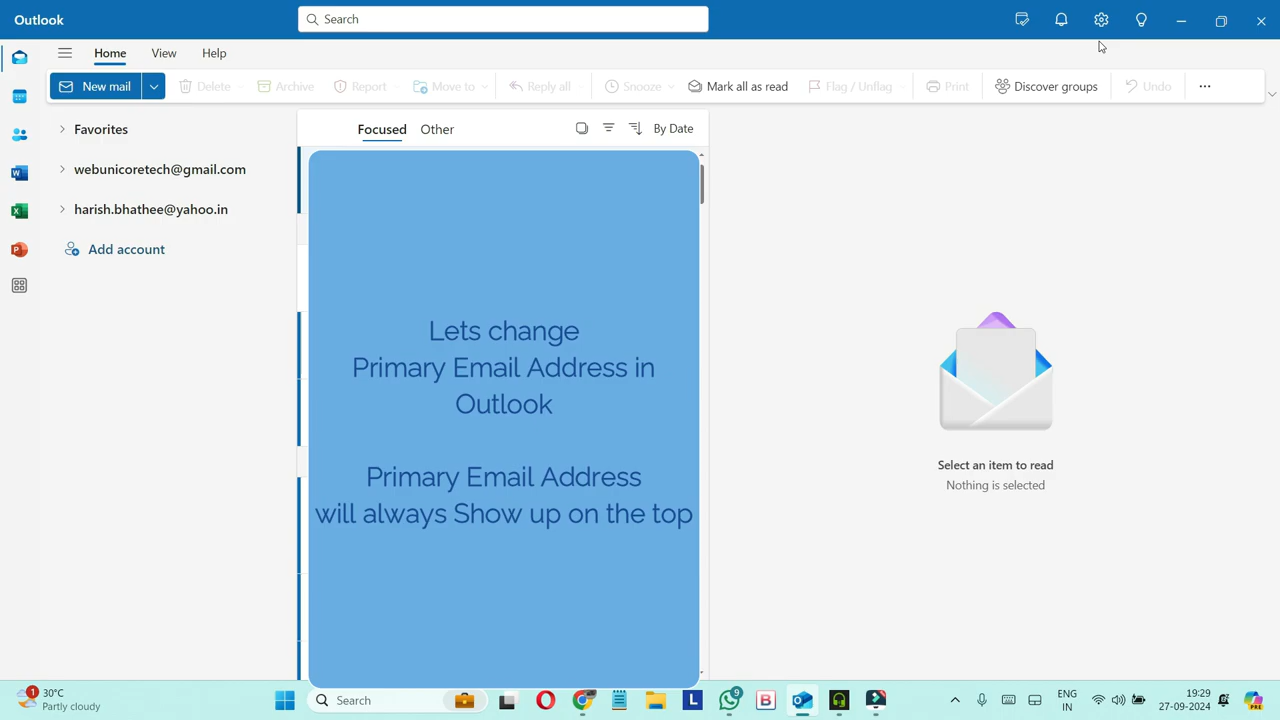 Outlook
Search
Home View Help
New mail Delete Archive Report Move to Reply all Snooze Mark all as read Flag / Unflag Print Discover groups Undo
Favorites
webunicoretech@gmail.com
harish.bhathee@yahoo.in
Add account
Focused Other By Date
Lets change
Primary Email Address in
Outlook
Primary Email Address
will always Show up on the top
Select an item to read
Nothing is selected
1
30°C
Partly cloudy
Search
L
9
B
ENG
IN
19:29
27-09-2024
PRE
W
X
P